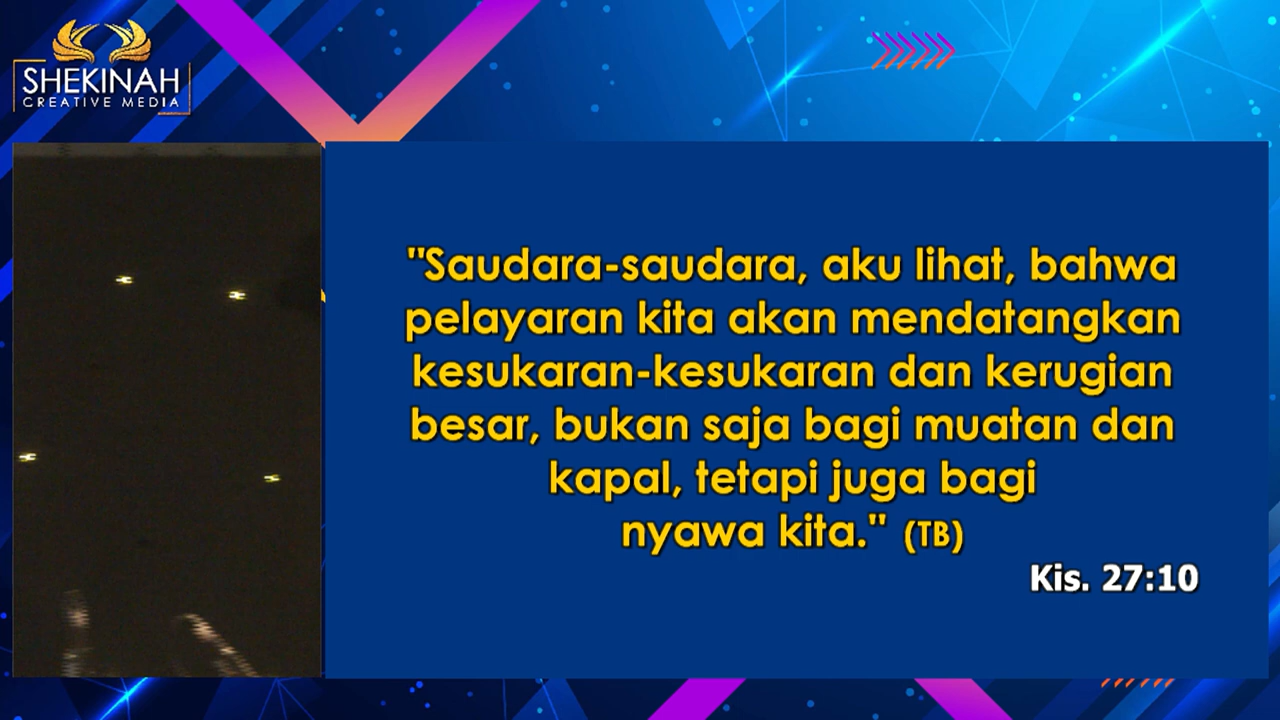 SHEKINAH
CREATIVE MEDIA
"Saudara-saudara, aku lihat, bahwa
pelayaran kita akan mendatangkan
kesukaran-kesukaran dan kerugian
besar, bukan saja bagi muatan dan
kapal, tetapi juga bagi
nyawa kita." (TB)
Kis. 27:10